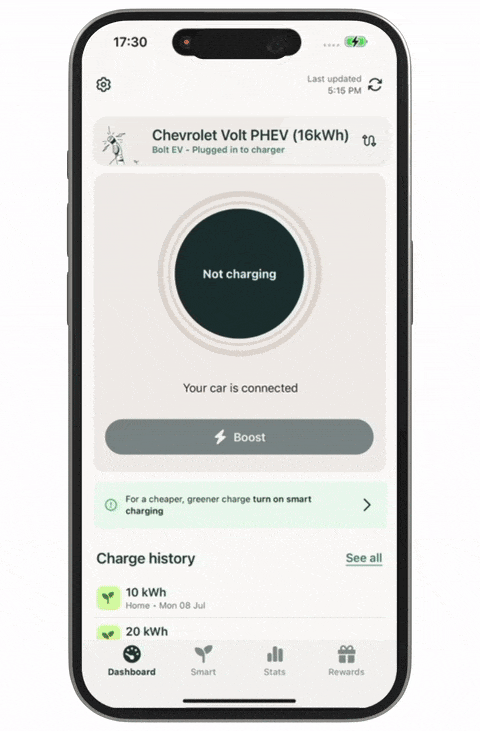 17:30
Last updated
5:15 PM
Chevrolet Volt PHEV (16kWh)
Bolt EV - Plugged in to charger
Not charging
Your car is connected
Boost
For a cheaper, greener charge turn on smart
charging
Charge history
See all
10 kWh
Home • Mon 08 Jul
20 kWh
Dashboard
Smart
Stats
Rewards